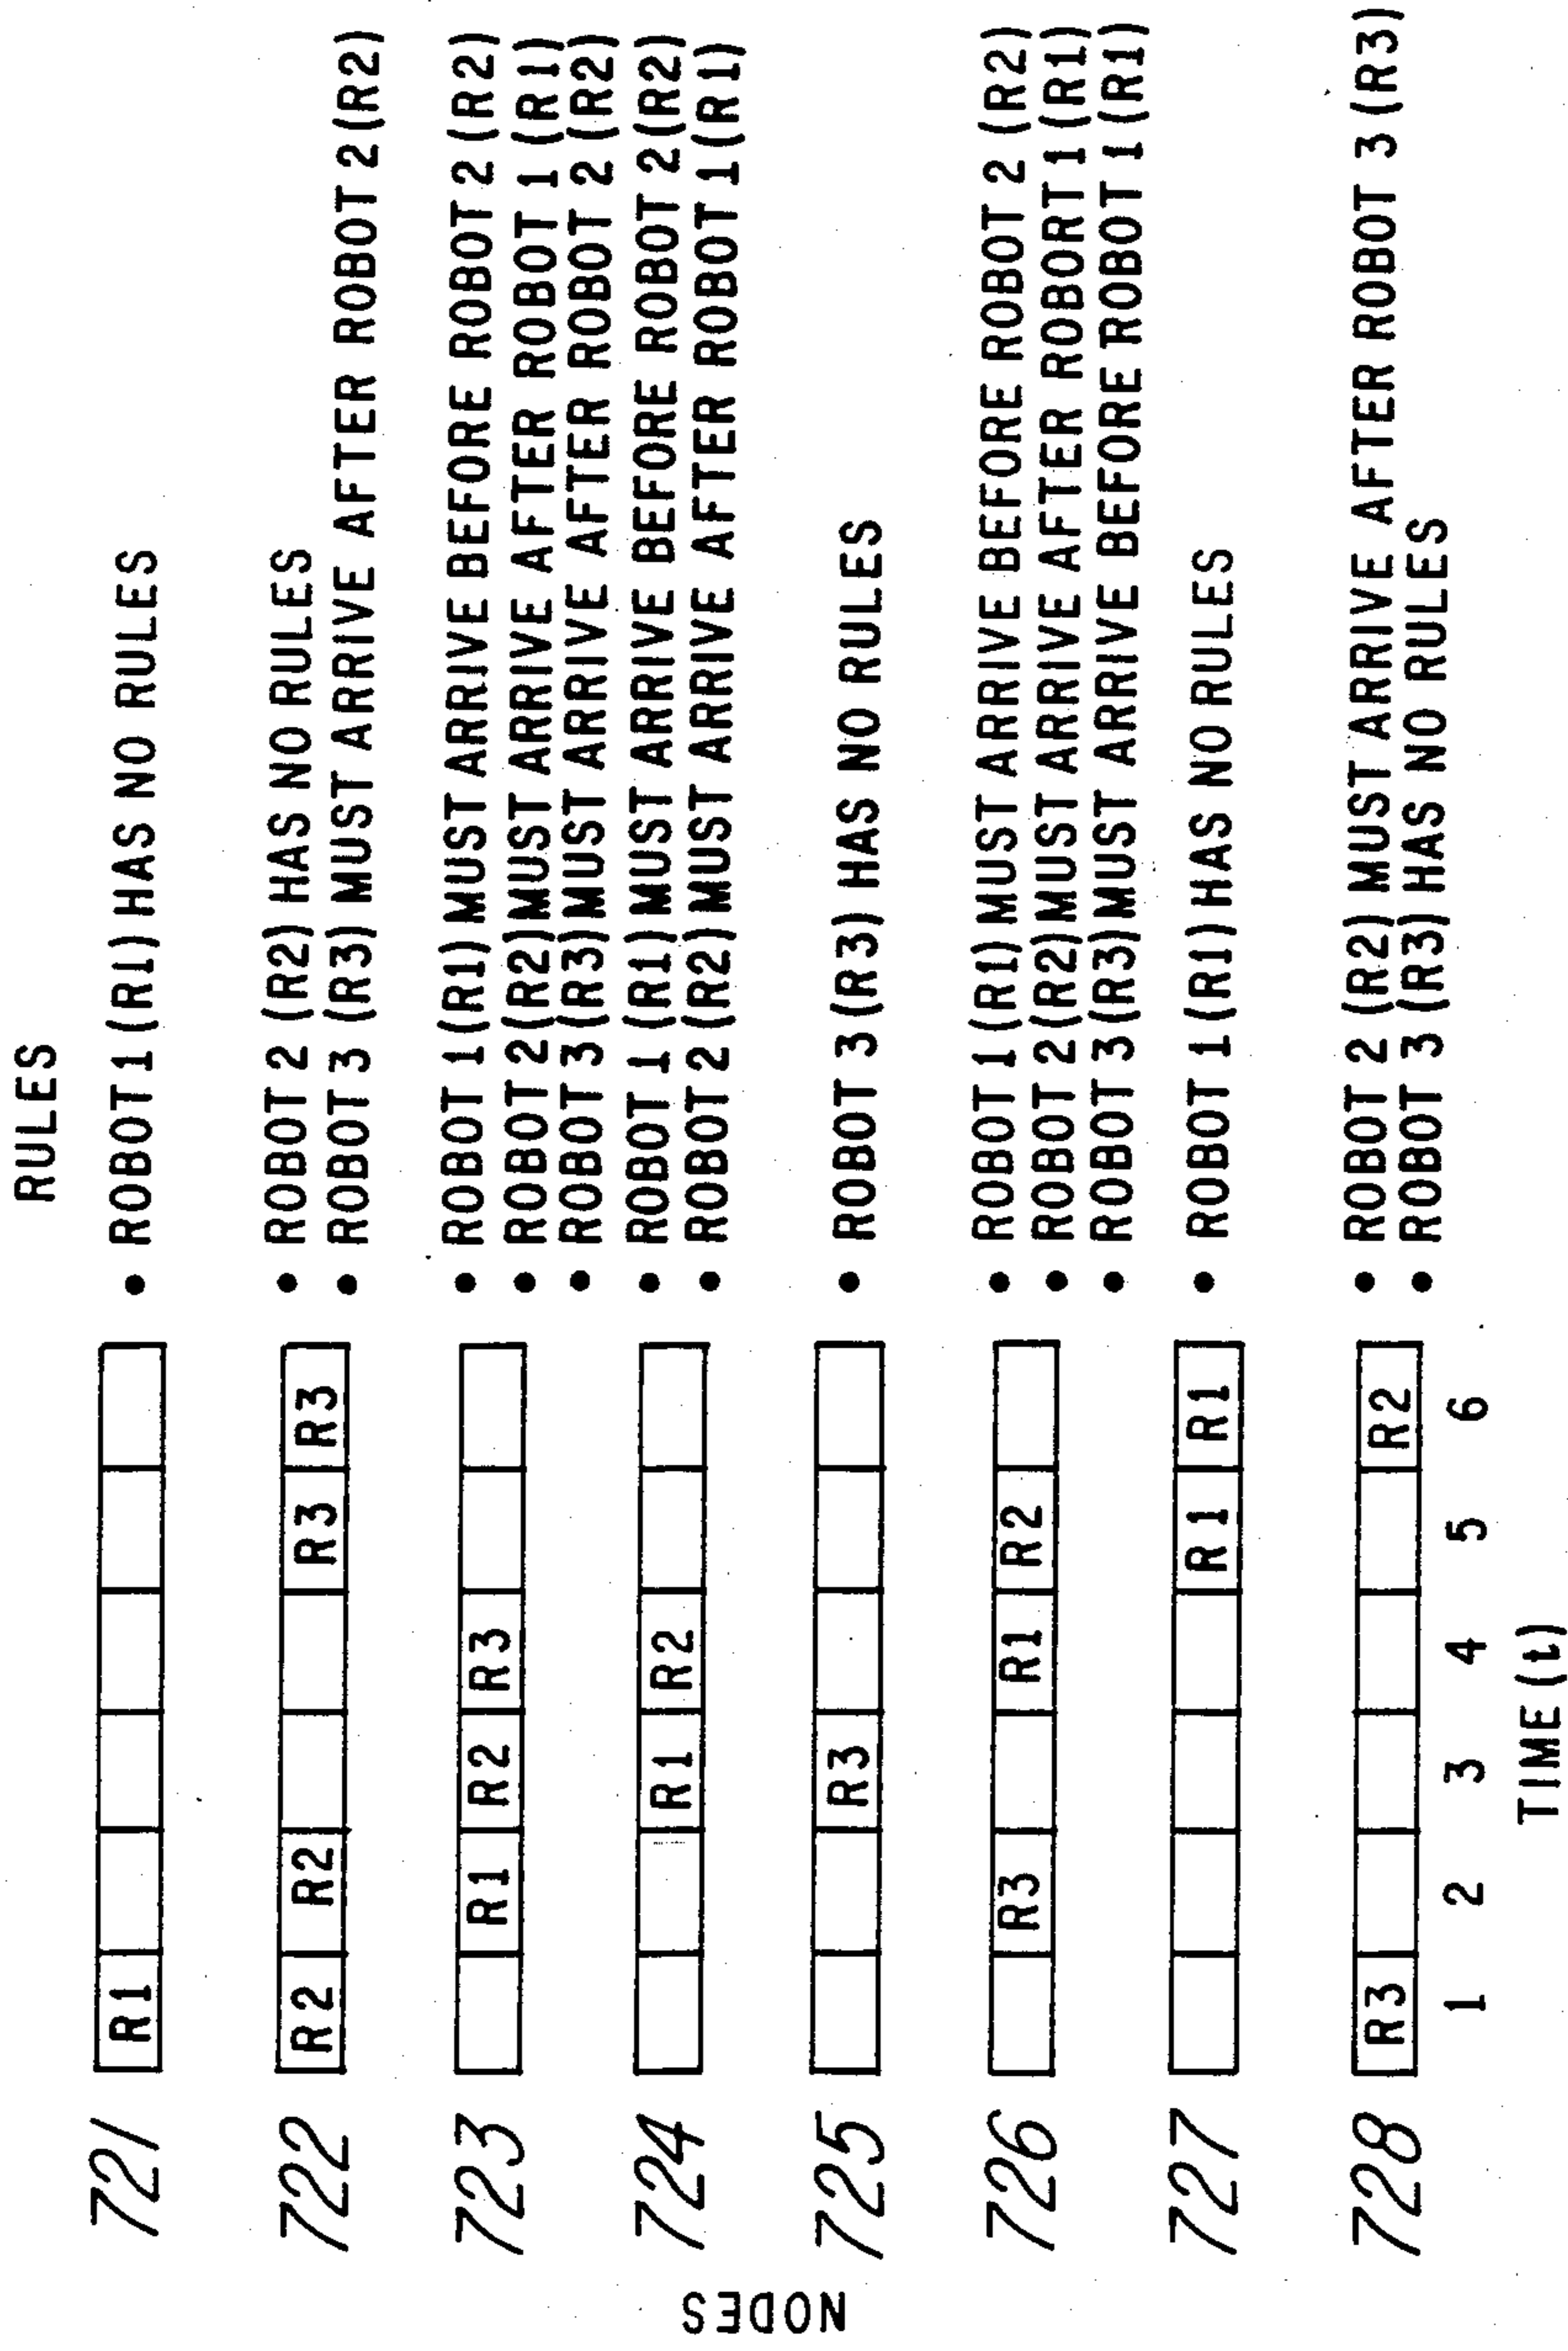 RULES
721 R1 • ROBOT 1 (R1) HAS NO RULES
722 R2 R2 R3 R3 • ROBOT 2 (R2) HAS NO RULES
• ROBOT 3 (R3) MUST ARRIVE AFTER ROBOT 2 (R2)
723 R1 R2 R3 • ROBOT 1 (R1) MUST ARRIVE BEFORE ROBOT 2 (R2)
• ROBOT 2 (R2) MUST ARRIVE AFTER ROBOT 1 (R1)
• ROBOT 3 (R3) MUST ARRIVE AFTER ROBOT 2 (R2)
724 R1 R2 • ROBOT 1 (R1) MUST ARRIVE BEFORE ROBOT 2 (R2)
• ROBOT 2 (R2) MUST ARRIVE AFTER ROBOT 1 (R1)
NODES
725 R3 • ROBOT 3 (R3) HAS NO RULES
726 R3 R1 R2 • ROBOT 1 (R1) MUST ARRIVE BEFORE ROBOT 2 (R2)
• ROBOT 2 (R2) MUST ARRIVE AFTER ROBORT 1 (R1)
• ROBOT 3 (R3) MUST ARRIVE BEFORE ROBOT 1 (R1)
727 R1 R1 • ROBOT 1 (R1) HAS NO RULES
728 R3 R2 • ROBOT 2 (R2) MUST ARRIVE AFTER ROBOT 3 (R3)
• ROBOT 3 (R3) HAS NO RULES
1 2 3 4 5 6
TIME (t)